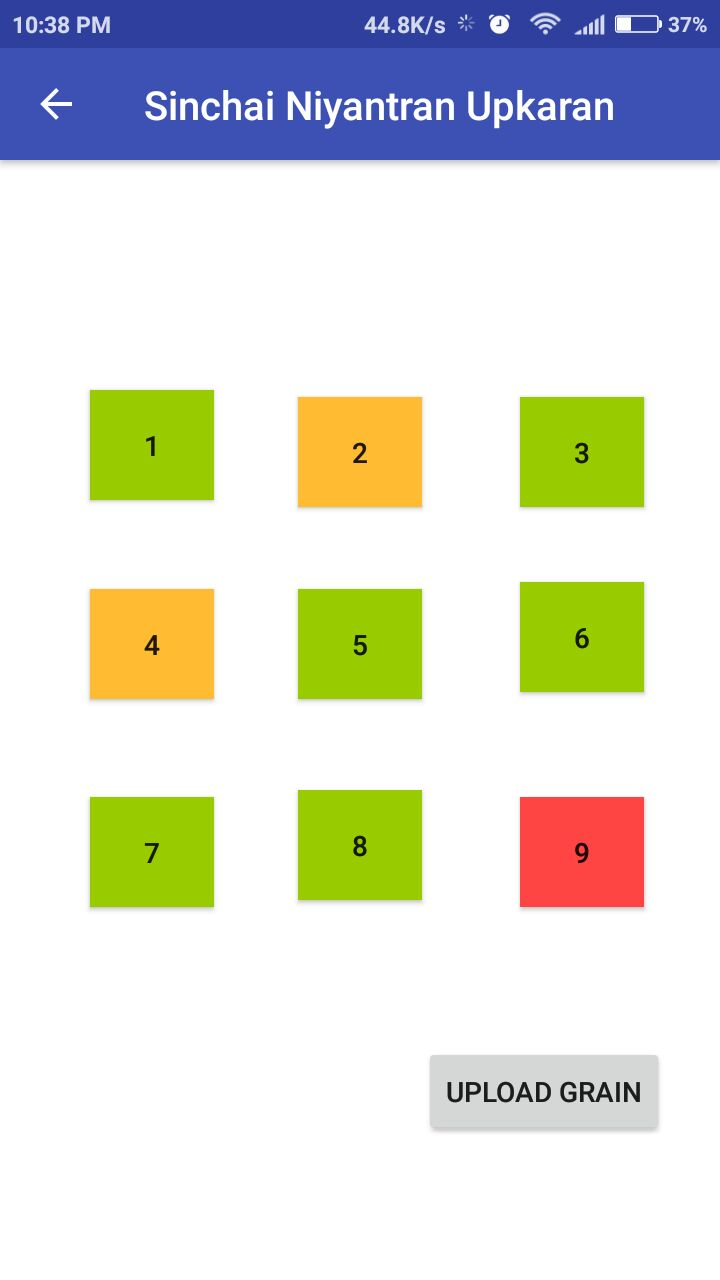 10:38 PM 44.8K/s 37%
Sinchai Niyantran Upkaran
1 2 3
4 5 6
7 8 9
UPLOAD GRAIN